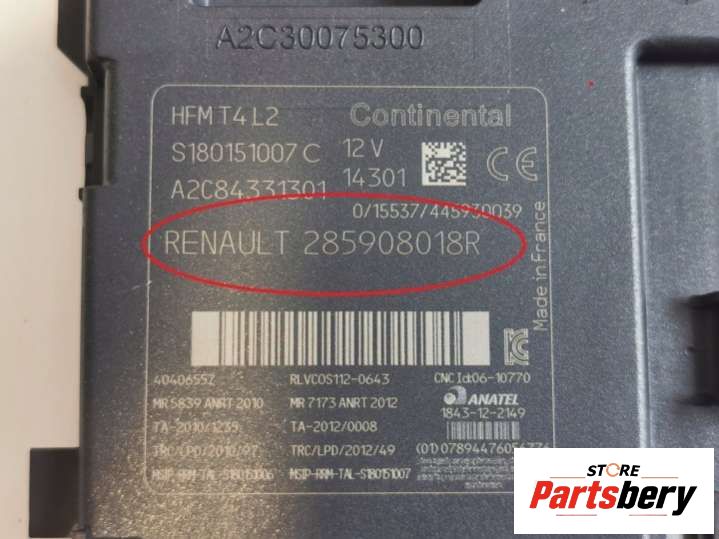 A2C30075300
HFM T4 L2 Continental
S180151007 C 12 V
A2C84331301 14301 CE
0/15537/445930039
RENAULT 285908018R
Made in France
4040655Z RLVCOS112-0643 CNC Id:06-10770
MR 5839 ANRT 2010 MR 7173 ANRT 2012 ANATEL
TA-2010/1235 TA-2012/0008 1843-12-2149
TRC/LPD/2010/97 TRC/LPD/2012/49
MSIP-RRM-TAL-S180151006 MSIP-RRM-TAL-S180151007
STORE
Partsbery